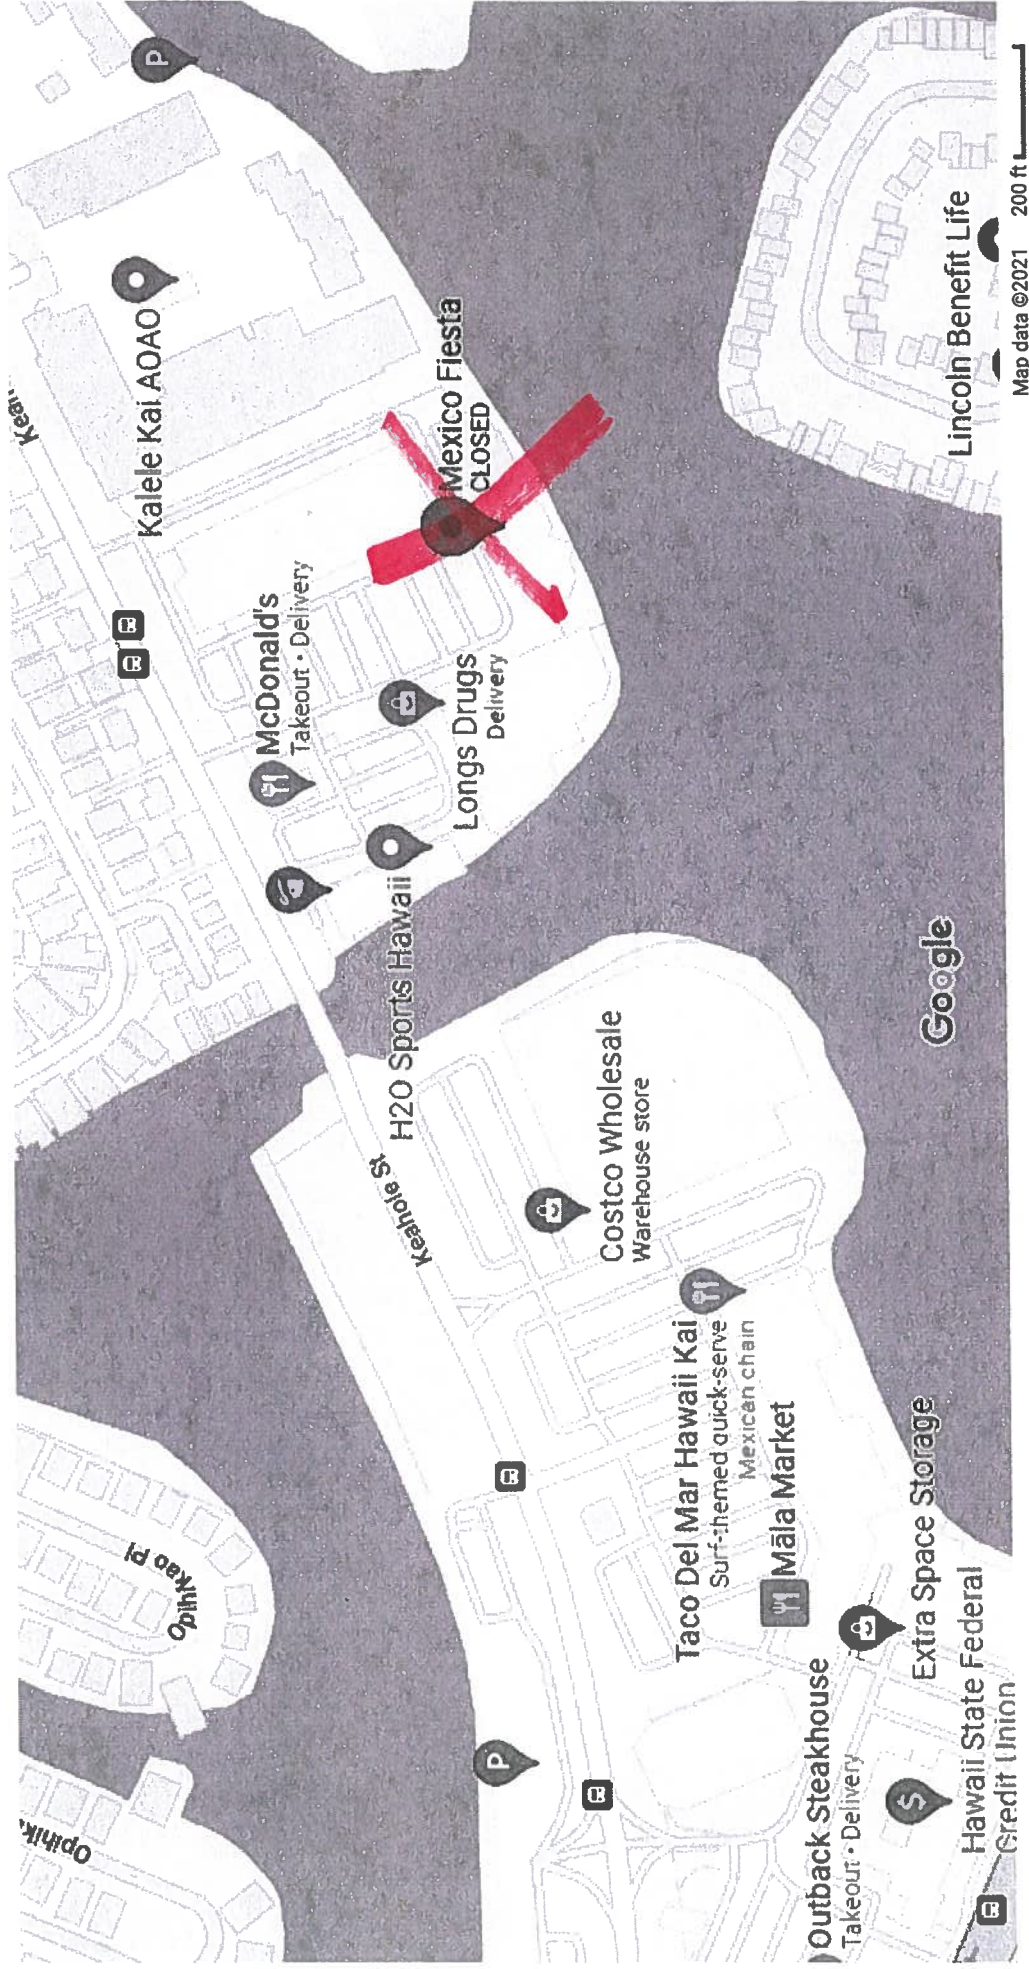 Opihik
Opihikao Pl
Keahole St
Kalele Kai AOAO
McDonald's
Takeout • Delivery
H2O Sports Hawaii
Longs Drugs
Delivery
Mexico Fiesta
CLOSED
P
P
Costco Wholesale
Warehouse store
Taco Del Mar Hawaii Kai
Surf-themed quick-serve
Mexican chain
Māla Market
Outback Steakhouse
Takeout • Delivery
Extra Space Storage
$
Hawaii State Federal
Credit Union
Google
Lincoln Benefit Life
Map data ©2021 200 ft